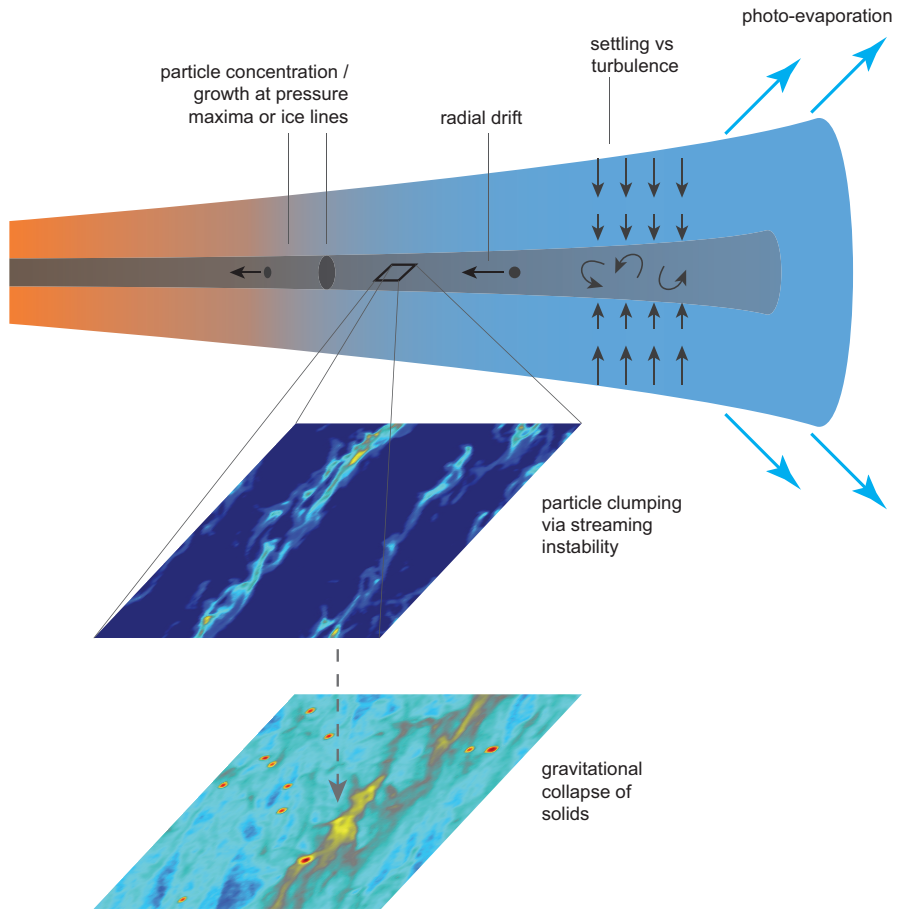 photo-evaporation
settling vs
turbulence
particle concentration /
growth at pressure
maxima or ice lines
radial drift
particle clumping
via streaming
instability
gravitational
collapse of
solids